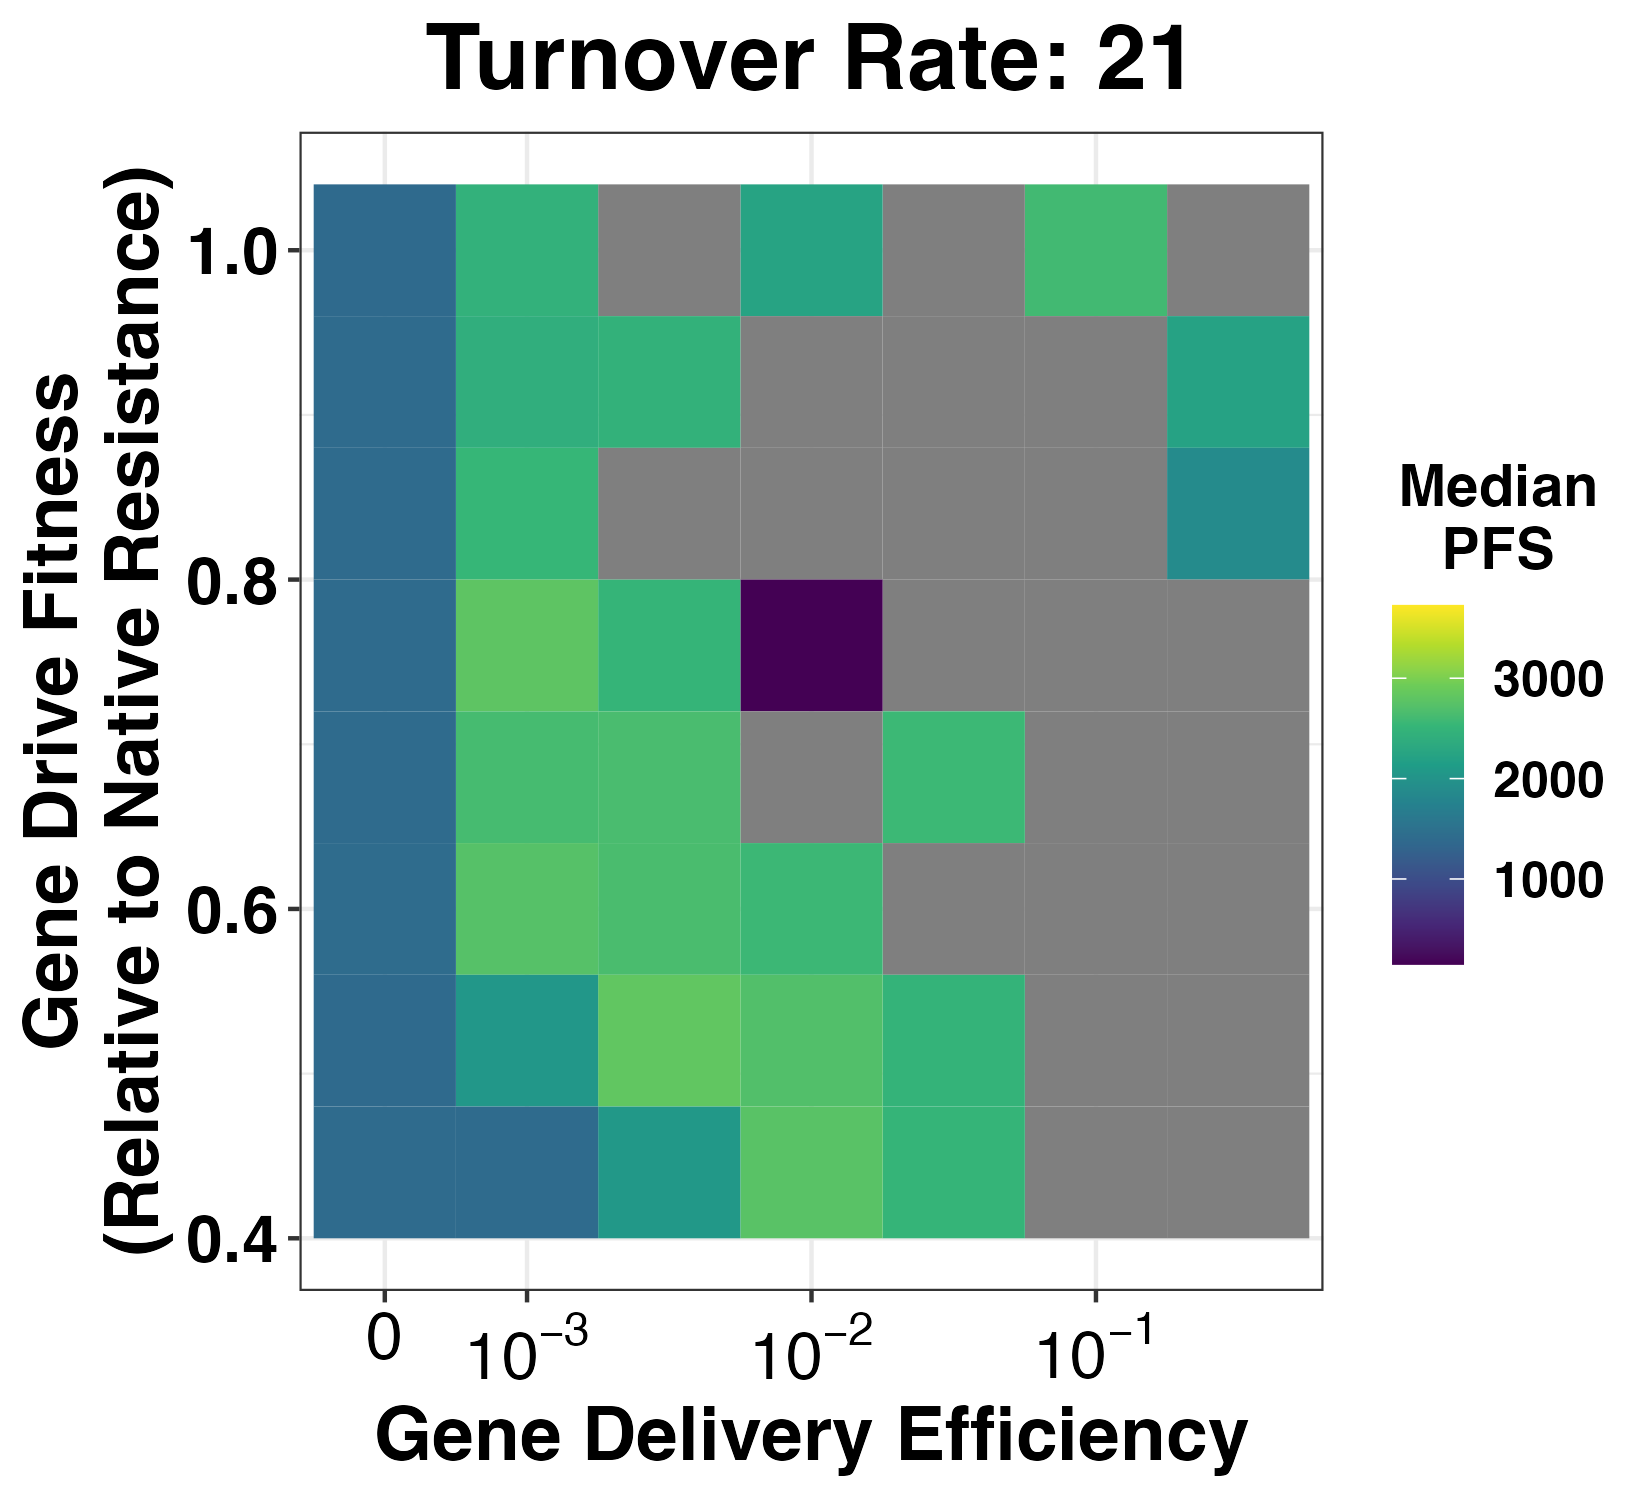 Turnover Rate: 21
Gene Drive Fitness
(Relative to Native Resistance)
1.0
0.8
0.6
0.4
0
10⁻³
10⁻²
10⁻¹
Gene Delivery Efficiency
Median
PFS
3000
2000
1000